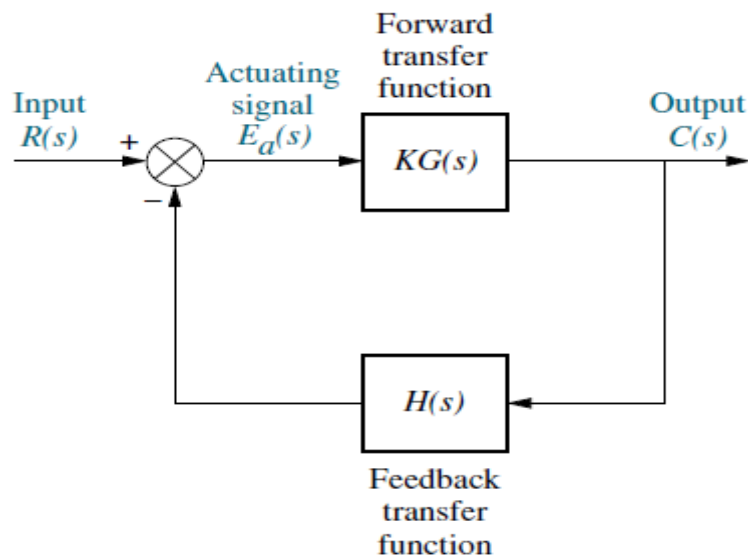 Forward
transfer
function
Input
R(s)
Actuating
signal
Ea(s)
Output
C(s)
+
KG(s)
−
H(s)
Feedback
transfer
function